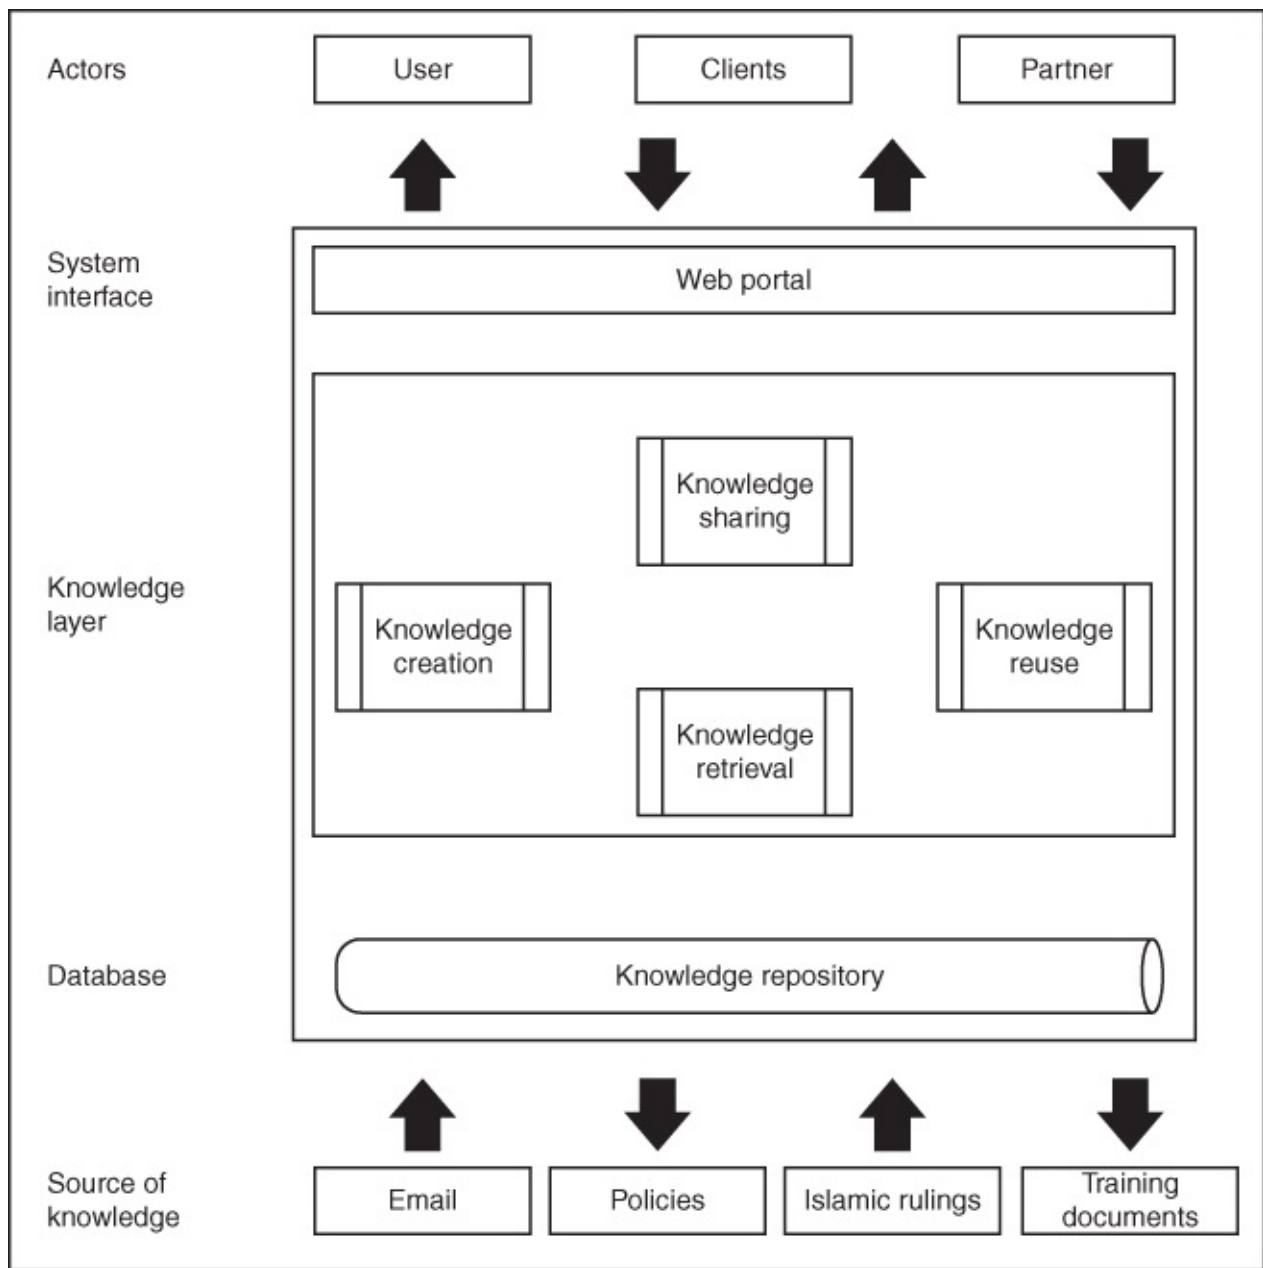 Actors
User
Clients
Partner
System
interface
Web portal
Knowledge
sharing
Knowledge
layer
Knowledge
creation
Knowledge
reuse
Knowledge
retrieval
Database
Knowledge repository
Source of
knowledge
Email
Policies
Islamic rulings
Training
documents